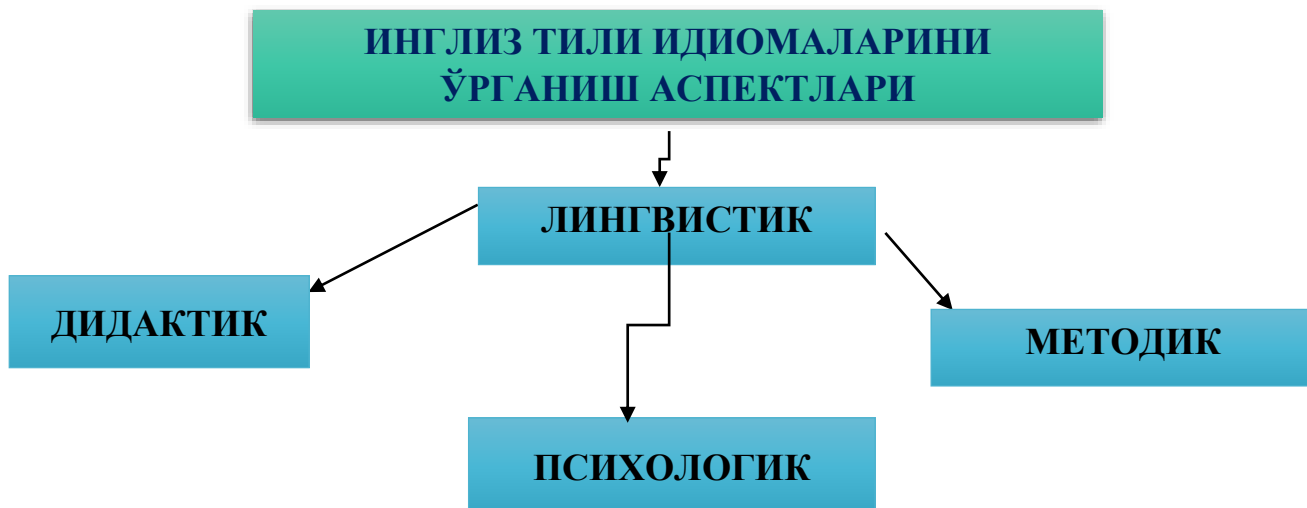 ИНГЛИЗ ТИЛИ ИДИОМАЛАРИНИ
ЎРГАНИШ АСПЕКТЛАРИ
ЛИНГВИСТИК
ДИДАКТИК
МЕТОДИК
ПСИХОЛОГИК